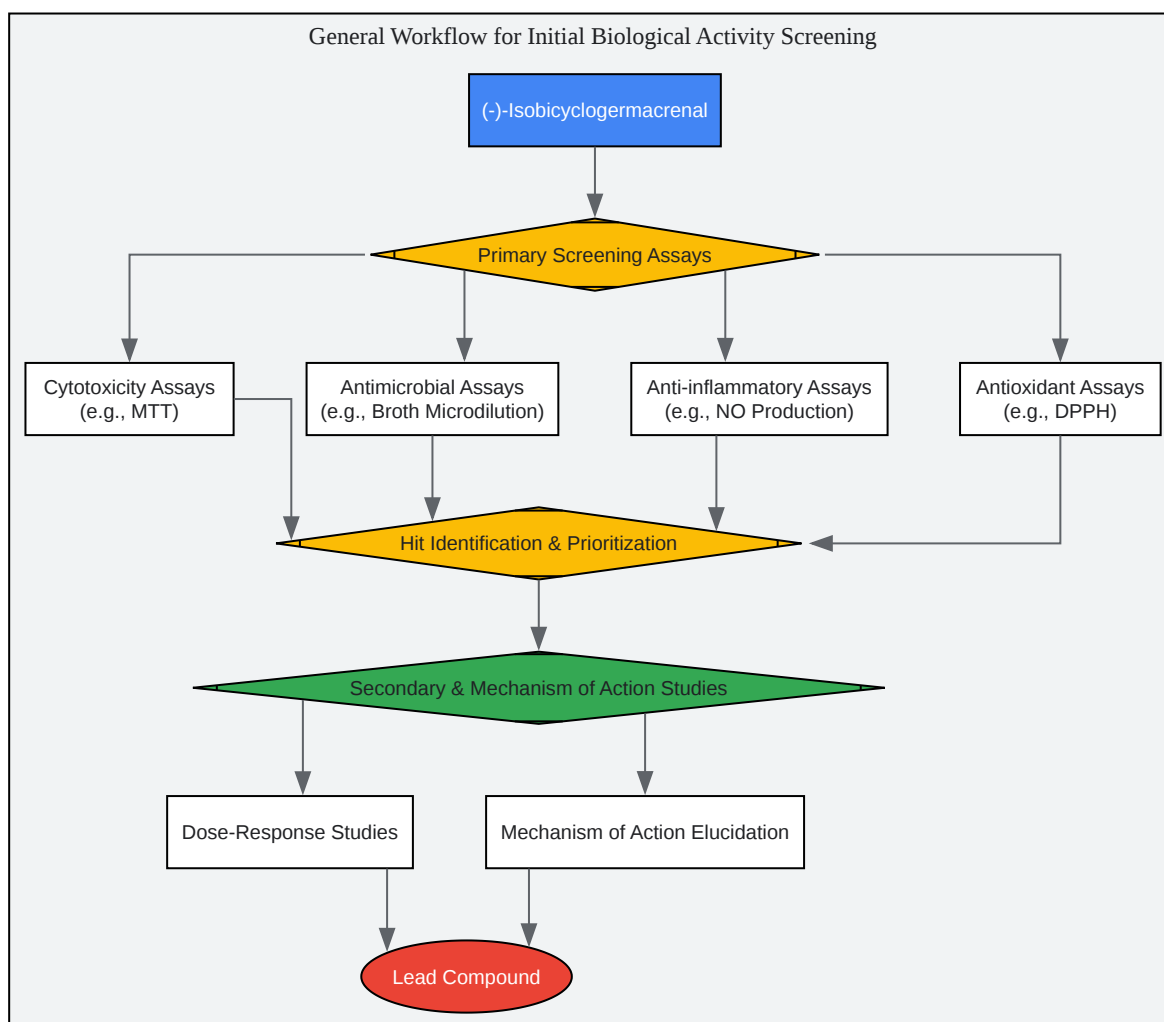 General Workflow for Initial Biological Activity Screening
(-)-Isobicyclogermacrenal
Primary Screening Assays
Cytotoxicity Assays
(e.g., MTT)
Antimicrobial Assays
(e.g., Broth Microdilution)
Anti-inflammatory Assays
(e.g., NO Production)
Antioxidant Assays
(e.g., DPPH)
Hit Identification & Prioritization
Secondary & Mechanism of Action Studies
Dose-Response Studies
Mechanism of Action Elucidation
Lead Compound